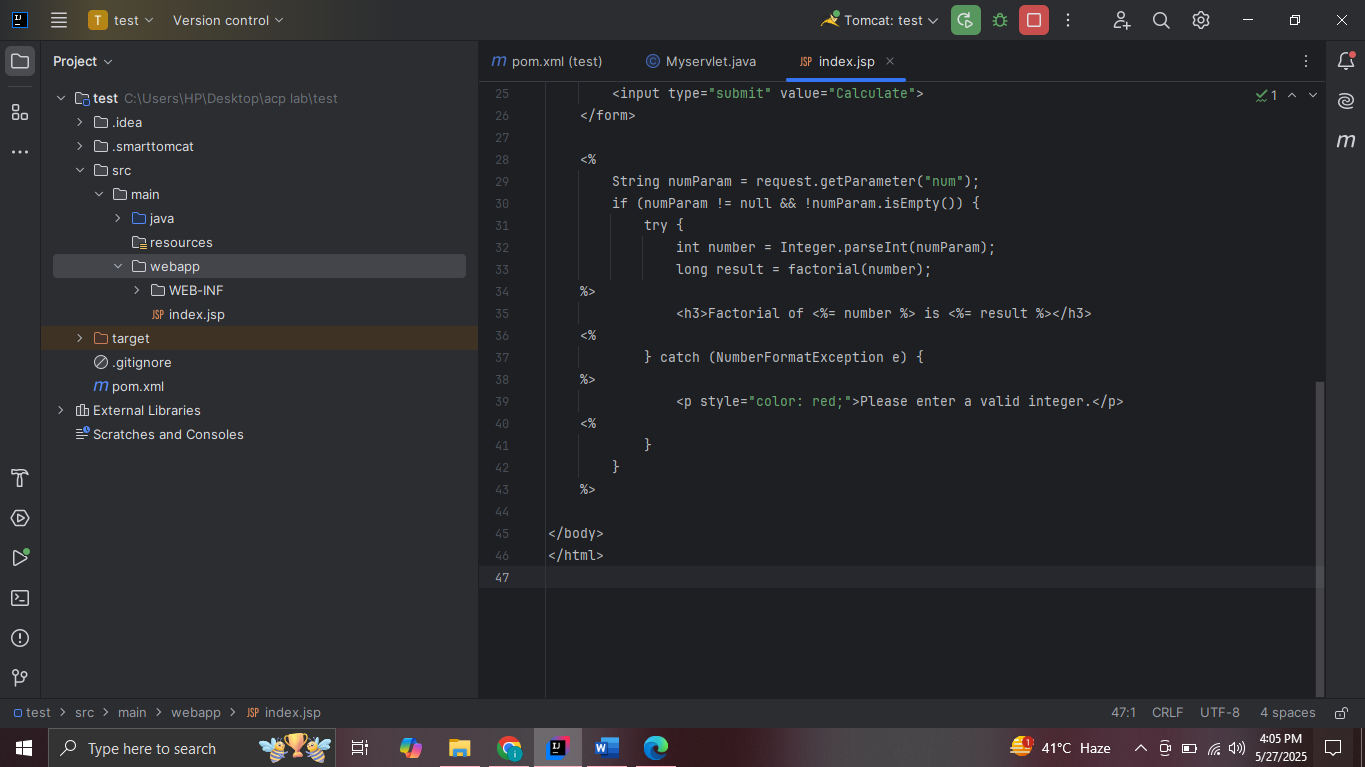 T test Version control Tomcat: test
Project
pom.xml (test) Myservlet.java JSP index.jsp
test C:\Users\HP\Desktop\acp lab\test
.idea
.smarttomcat
src
main
java
resources
webapp
WEB-INF
JSP index.jsp
target
.gitignore
m pom.xml
External Libraries
Scratches and Consoles
1
25 <input type="submit" value="Calculate">
26 </form>
27
28 <%
29 String numParam = request.getParameter("num");
30 if (numParam != null && !numParam.isEmpty()) {
31 try {
32 int number = Integer.parseInt(numParam);
33 long result = factorial(number);
34 %>
35 <h3>Factorial of <%= number %> is <%= result %></h3>
36 <%
37 } catch (NumberFormatException e) {
38 %>
39 <p style="color: red;">Please enter a valid integer.</p>
40 <%
41 }
42 }
43 %>
44
45 </body>
46 </html>
47
test > src > main > webapp > JSP index.jsp 47:1 CRLF UTF-8 4 spaces
Type here to search
1 41°C Haze
4:05 PM
5/27/2025